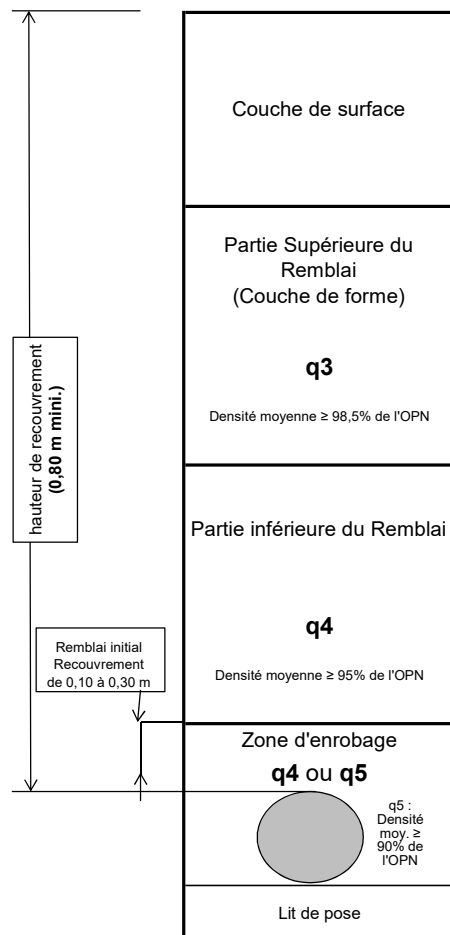 Couche de surface
Partie Supérieure du
Remblai
(Couche de forme)
q3
Densité moyenne ≥ 98,5% de l'OPN
hauteur de recouvrement
(0,80 m mini.)
Partie inférieure du Remblai
q4
Densité moyenne ≥ 95% de l'OPN
Remblai initial
Recouvrement
de 0,10 à 0,30 m
Zone d'enrobage
q4 ou q5
q5 :
Densité
moy. ≥
90% de
l'OPN
Lit de pose